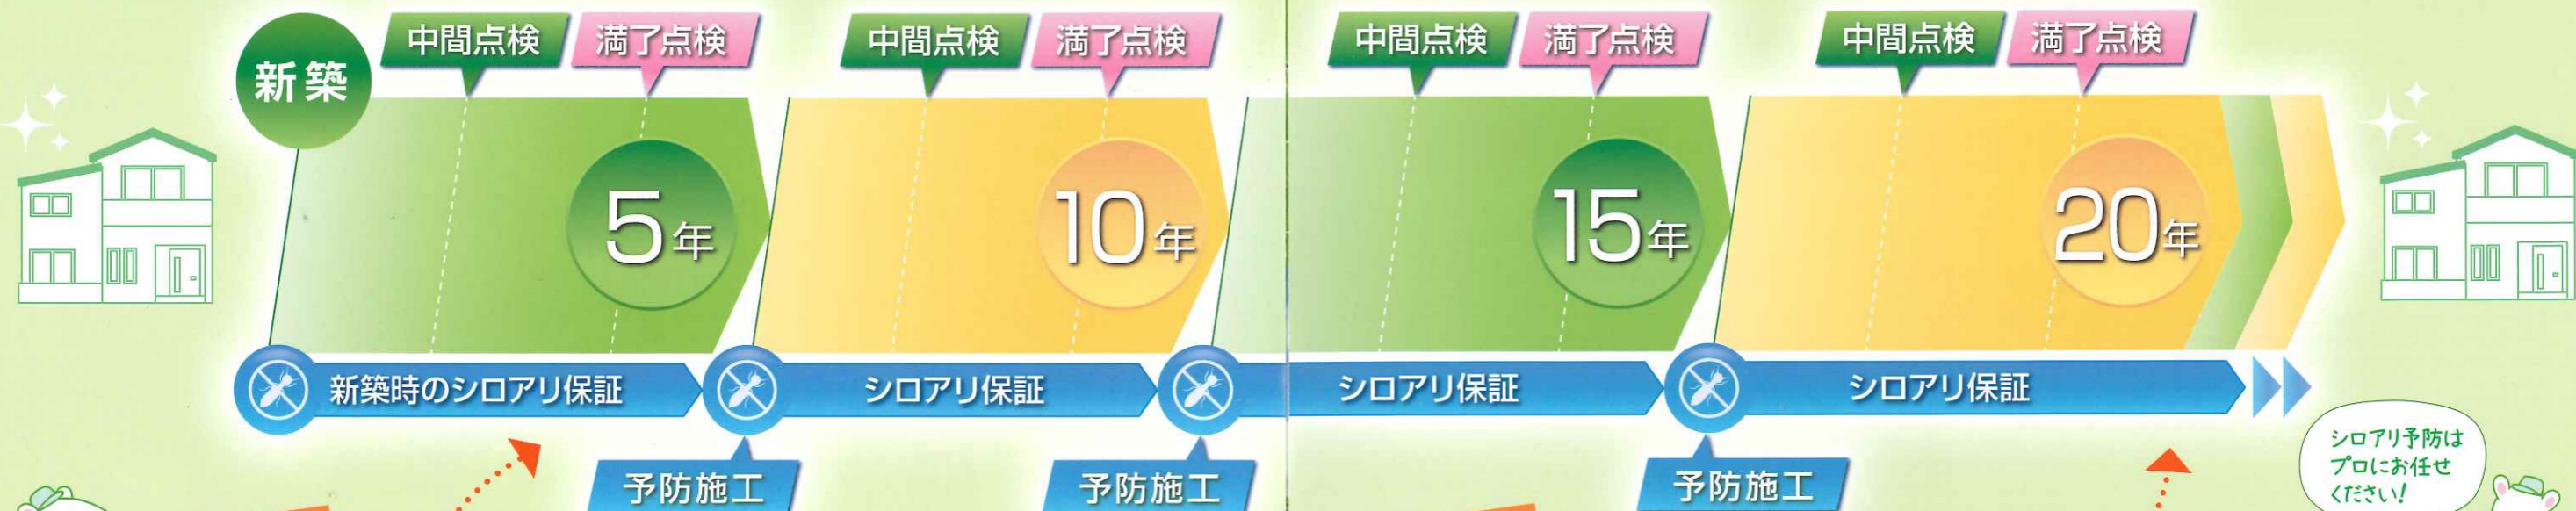 新築
中間点検
満了点検
中間点検
満了点検
中間点検
満了点検
中間点検
満了点検
5年
10年
15年
20年
新築時のシロアリ保証
シロアリ保証
シロアリ保証
シロアリ保証
予防施工
予防施工
予防施工
シロアリ予防は
プロにお任せ
ください!